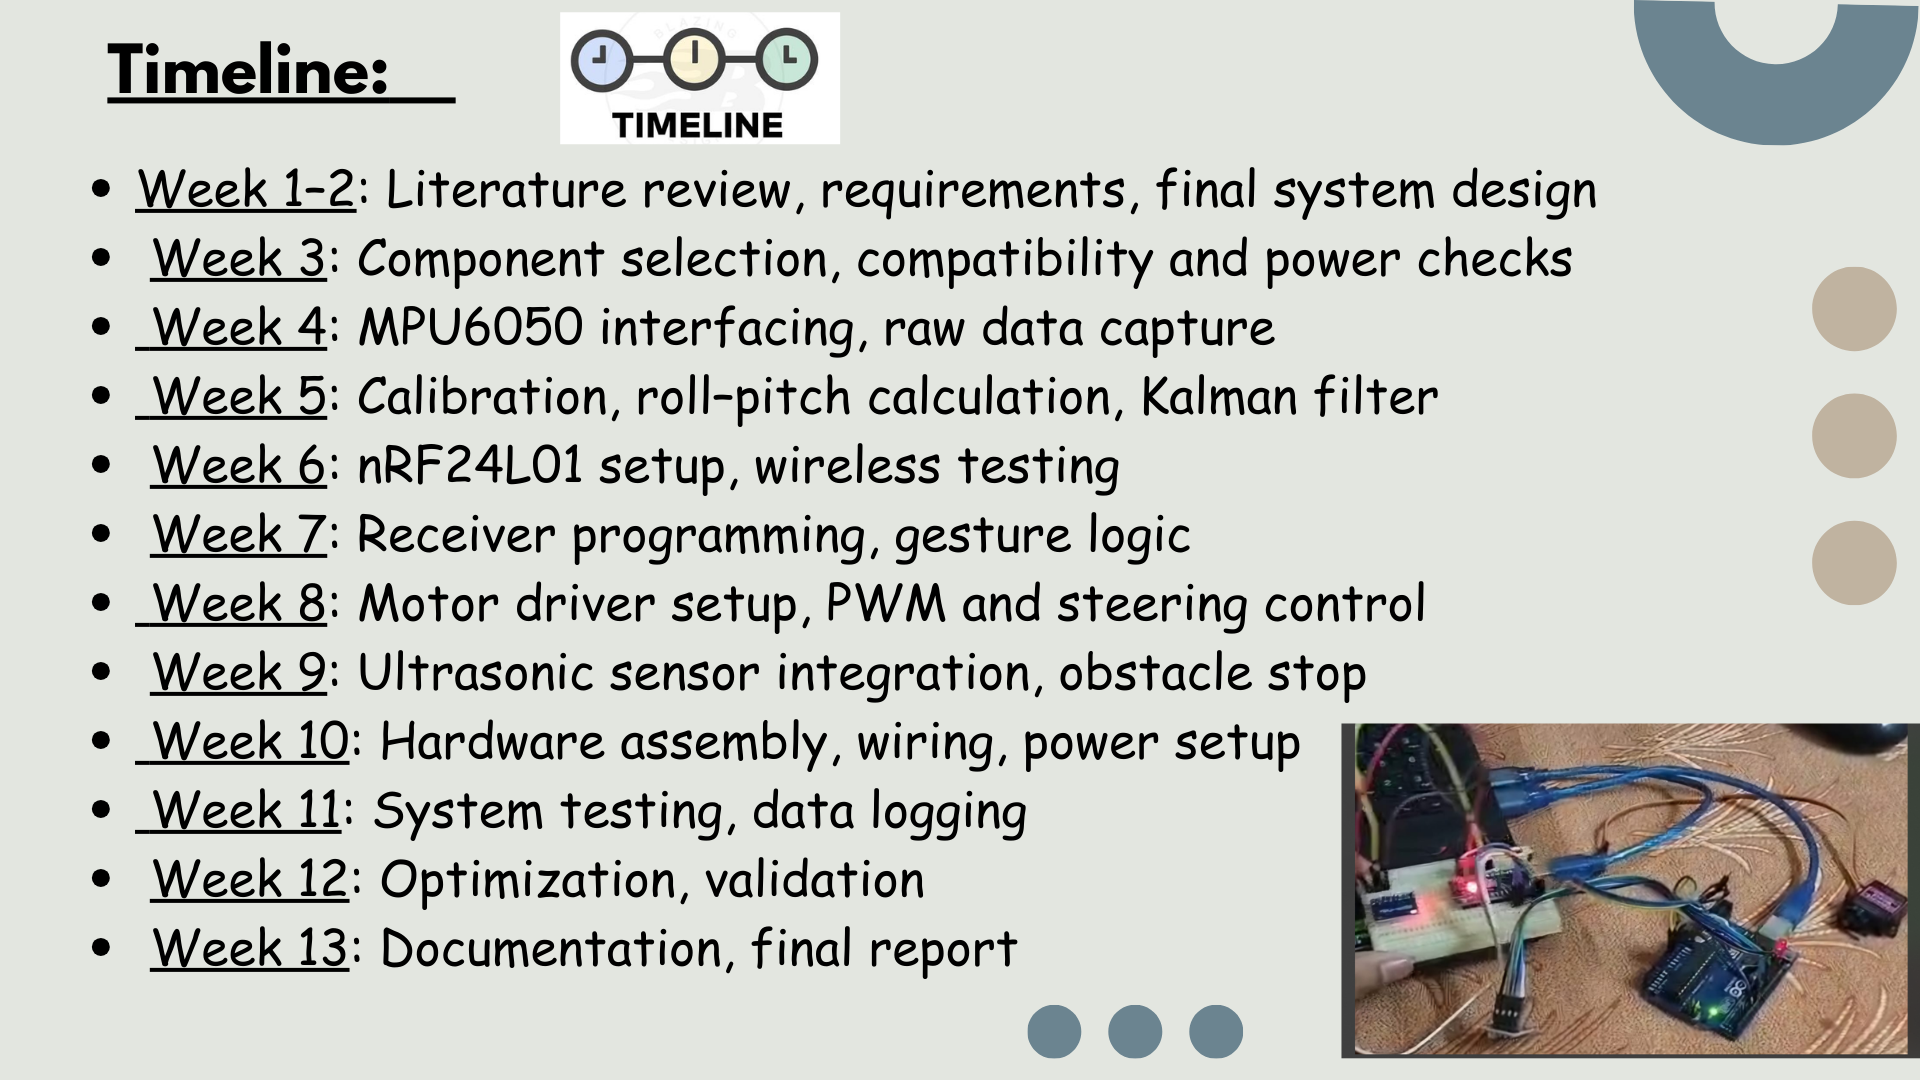 Timeline:
TIMELINE
Week 1–2: Literature review, requirements, final system design
Week 3: Component selection, compatibility and power checks
Week 4: MPU6050 interfacing, raw data capture
Week 5: Calibration, roll–pitch calculation, Kalman filter
Week 6: nRF24L01 setup, wireless testing
Week 7: Receiver programming, gesture logic
Week 8: Motor driver setup, PWM and steering control
Week 9: Ultrasonic sensor integration, obstacle stop
Week 10: Hardware assembly, wiring, power setup
Week 11: System testing, data logging
Week 12: Optimization, validation
Week 13: Documentation, final report